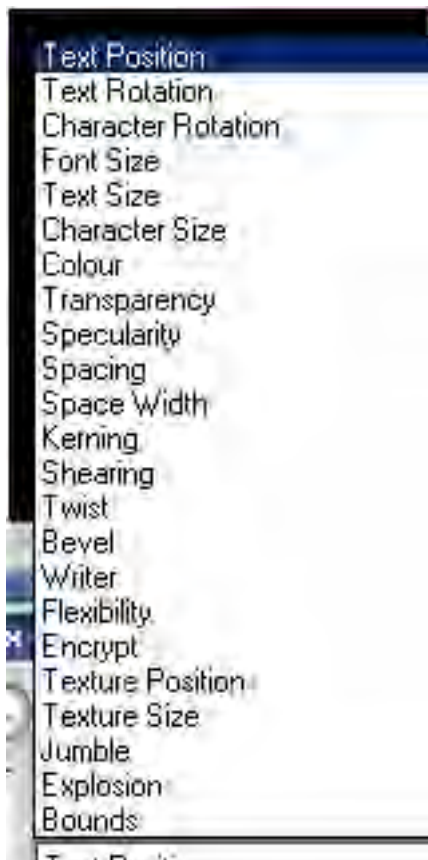 Text Position
Text Rotation
Character Rotation
Font Size
Text Size
Character Size
Colour
Transparency
Specularity
Spacing
Space Width
Kerning
Shearing
Twist
Bevel
Writer
Flexibility
Encrypt
Texture Position
Texture Size
Jumble
Explosion
Bounds